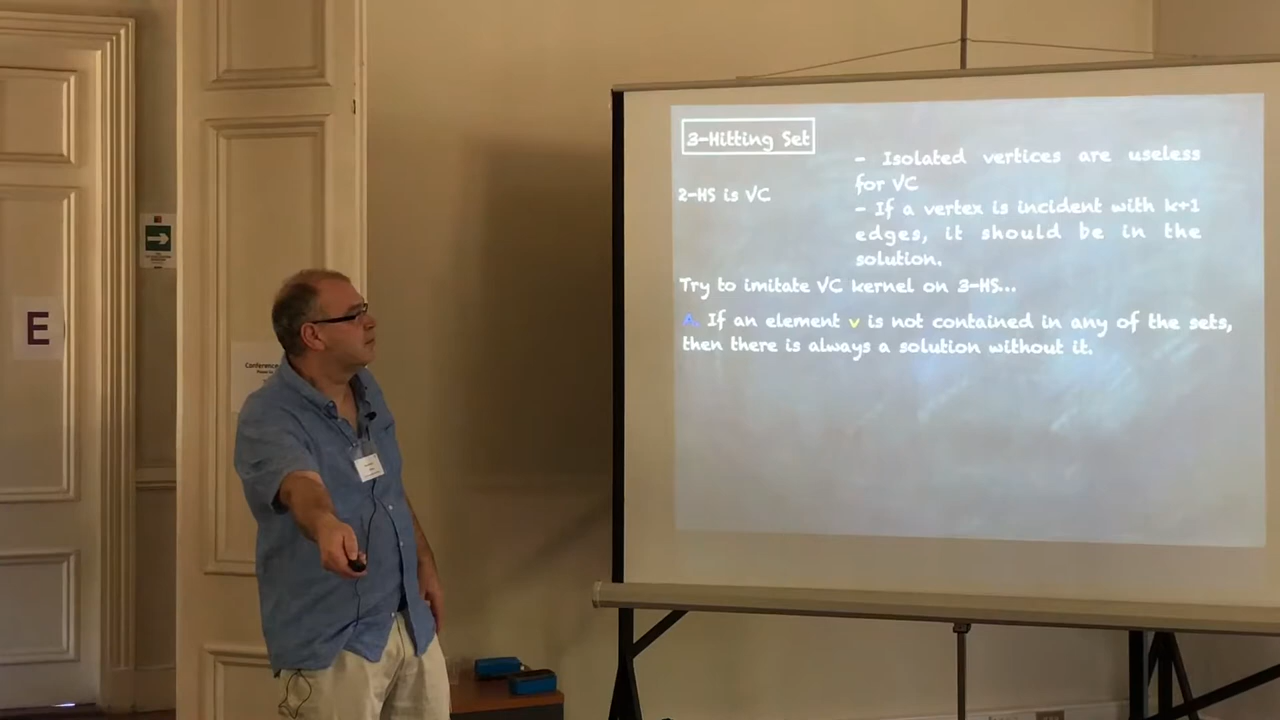 3-Hitting Set
2-HS is VC
- Isolated vertices are useless
for VC
- If a vertex is incident with k+1
edges, it should be in the
solution.
Try to imitate VC kernel on 3-HS...
A. If an element v is not contained in any of the sets,
then there is always a solution without it.
E
Conference